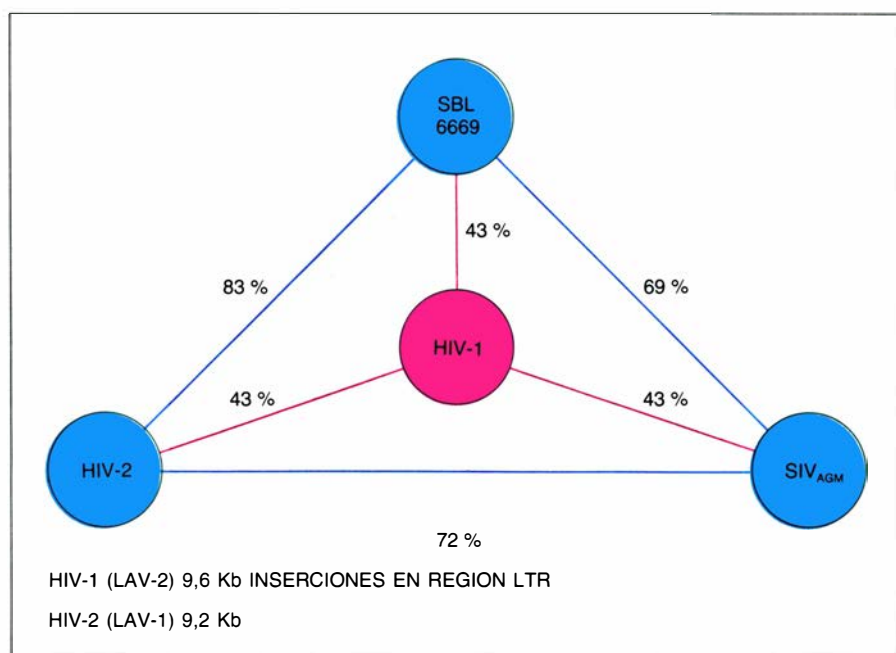 SBL
6669
43 %
83 %
69 %
HIV-1
43 %
43 %
HIV-2
SIVAGM
72 %
HIV-1 (LAV-2) 9,6 Kb INSERCIONES EN REGION LTR
HIV-2 (LAV-1) 9,2 Kb